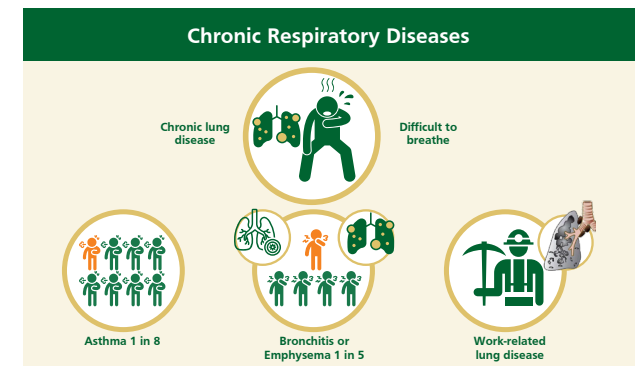 Chronic Respiratory Diseases
Chronic lung
disease
Difficult to
breathe
Asthma 1 in 8
Bronchitis or
Emphysema 1 in 5
Work-related
lung disease